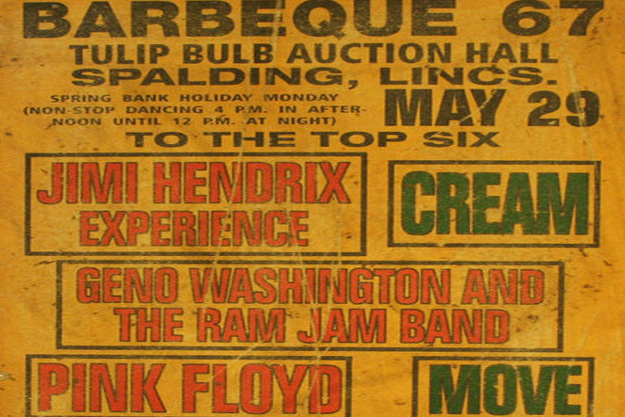 BARBEQUE 67
TULIP BULB AUCTION HALL
SPALDING, LINCS.
SPRING BANK HOLIDAY MONDAY
(NON-STOP DANCING 4 P.M. IN AFTER-
NOON UNTIL 12 P.M. AT NIGHT)
MAY 29
TO THE TOP SIX
JIMI HENDRIX
EXPERIENCE
CREAM
GENO WASHINGTON AND
THE RAM JAM BAND
PINK FLOYD
MOVE